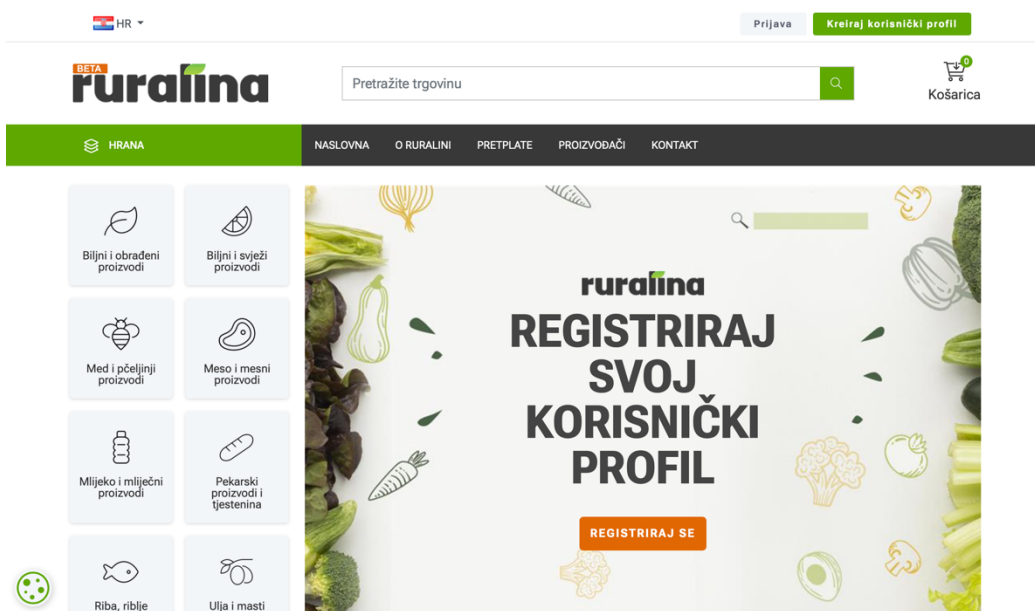 HR
Prijava
Kreiraj korisnički profil
BETA
ruralina
Pretražite trgovinu
0
Košarica
HRANA
NASLOVNA
O RURALINI
PRETPLATE
PROIZVOĐAČI
KONTAKT
Biljni i obrađeni
proizvodi
Biljni i svježi
proizvodi
Med i pčeljinji
proizvodi
Meso i mesni
proizvodi
Mlijeko i mliječni
proizvodi
Pekarski
proizvodi i
tjestenina
Riba, riblje
Ulja i masti
ruralina
REGISTRIRAJ
SVOJ
KORISNIČKI
PROFIL
REGISTRIRAJ SE